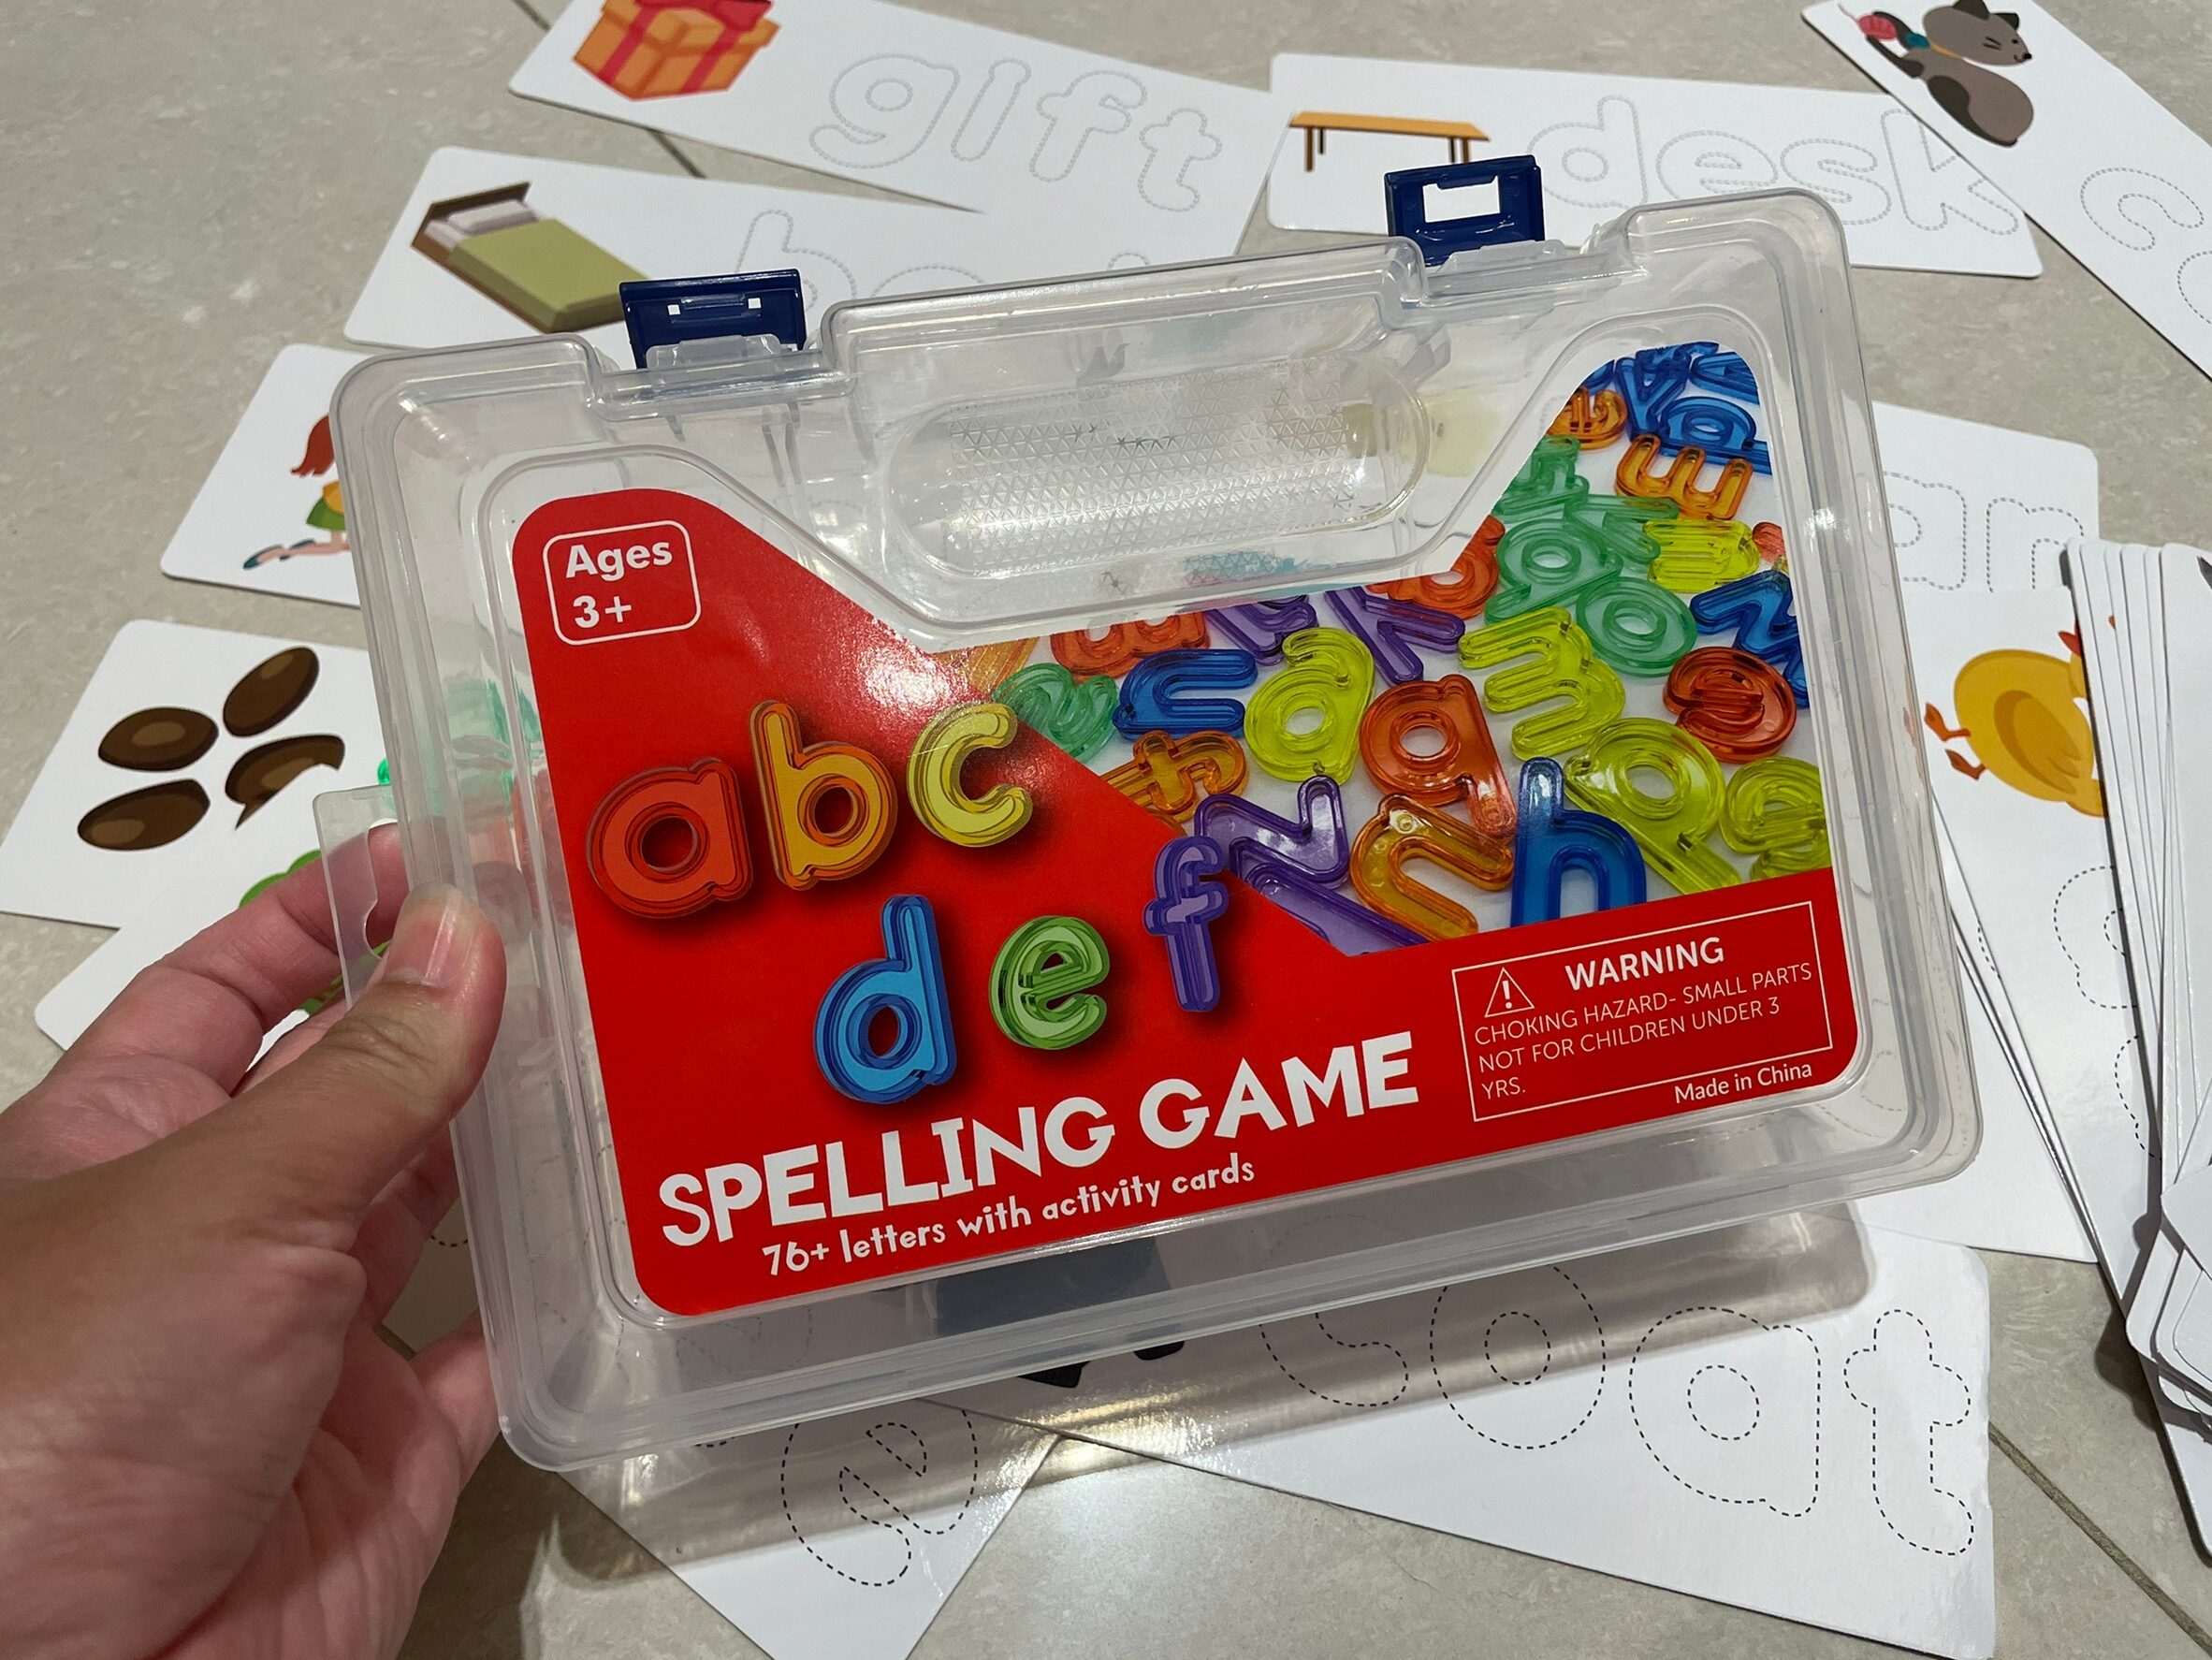 gift
desk
Ages
3+
abc
def
SPELLING GAME
76+ letters with activity cards
WARNING
CHOKING HAZARD- SMALL PARTS
NOT FOR CHILDREN UNDER 3
YRS.
Made in China